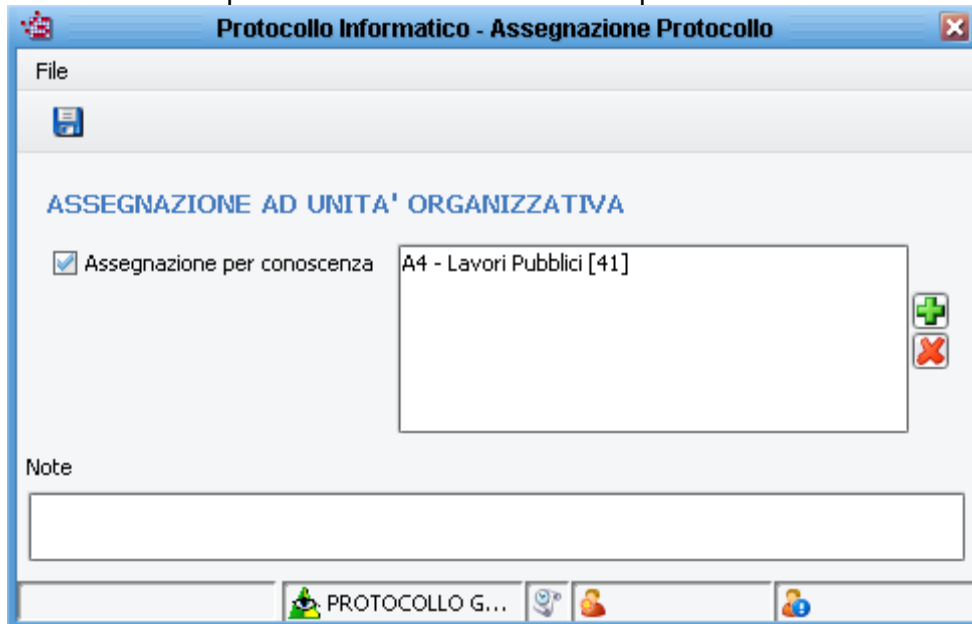 Protocollo Informatico - Assegnazione Protocollo
File
ASSEGNAZIONE AD UNITA' ORGANIZZATIVA
Assegnazione per conoscenza
A4 - Lavori Pubblici [41]
Note
PROTOCOLLO G...